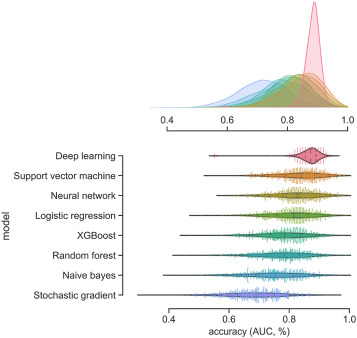 0.4 0.6 0.8 1.0
Deep learning
Support vector machine
Neural network
Logistic regression
XGBoost
Random forest
Naive bayes
Stochastic gradient
model
0.4 0.6 0.8 1.0
accuracy (AUC, %)